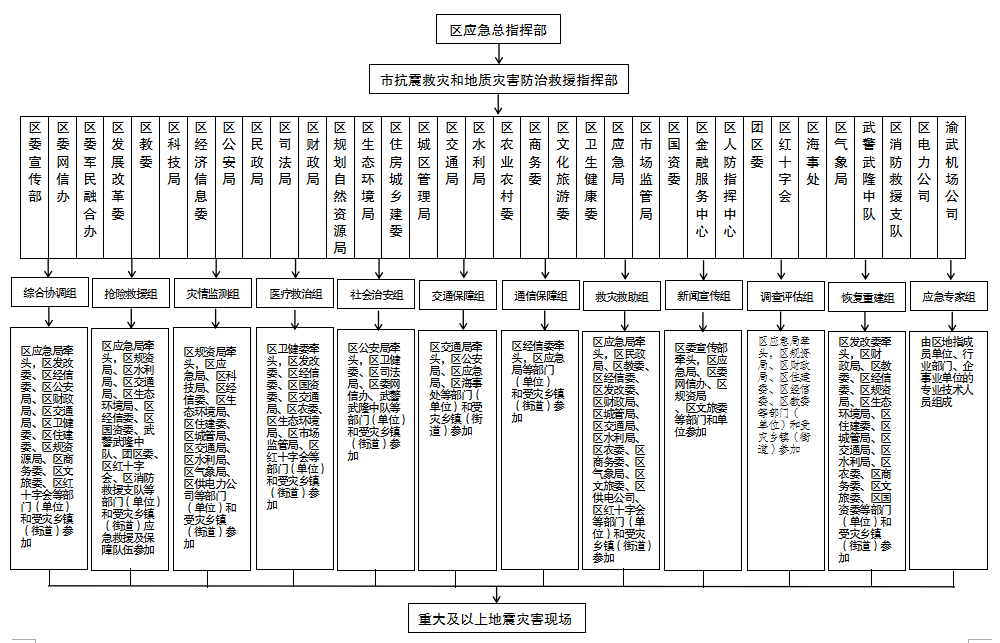 区应急总指挥部
市抗震救灾和地质灾害防治救援指挥部
区委宣传部
区委网信办
区委军民融合办
区发展改革委
区教委
区科技局
区经济信息委
区公安局
区民政局
区司法局
区财政局
区规划自然资源局
区生态环境局
区住房城乡建委
区城区管理局
区交通局
区水利局
区农业农村委
区商务委
区文化旅游委
区卫生健康委
区应急局
区市场监管局
区国资委
区金融服务中心
区人防指挥中心
团区委
区红十字会
区海事处
区气象局
武警武隆中队
区消防救援支队
区电力公司
渝武机场公司
综合协调组
抢险救援组
灾情监测组
医疗救治组
社会治安组
交通保障组
通信保障组
救灾救助组
新闻宣传组
调查评估组
恢复重建组
应急专家组
区应急局牵
头，区发改
委、区经信
委、区公安
局、区财政
局、区交通
局、区卫健
委、区住建
委、区规资
源局、区商
务委、区文
旅委、区红
十字会等部
门（单位）
和受灾乡镇
（街道）参
加
区应急局牵
头，区规资
局、区水利
局、区交通
局、区生态
环境局、区
经信委、区
国资委、武
警武隆中
队、团区委、
区红十字
会、区消防
救援支队等
部门（单位）
和受灾乡镇
（街道）应
急救援及保
障队伍参加
区规资局牵
头，区应
急局、区科
技局、区经
信委、区生
态环境局、
区住建委、
区城管局、
区交通局、
区水利局、
区气象局、
区供电力公
司等部门
（单位）和
受灾乡镇
（街道）参
加
区卫健委牵
头，区发改
委、区经信
委、区国资
委、区交通
局、区农委、
区生态环境
局、区市场
监管局、区
红十字会等
部门（单位）
和受灾乡镇
（街道）参
加
区公安局牵
头，区卫健
委、区司法
局、区委网
信办、武警
武隆中队等
部门（单位）
和受灾乡镇
（街道）参
加
区交通局牵
头，区公安
局、区应急
局、区海事
处等部门（
单位）和受
灾乡镇（街
道）参加
区经信委牵
头，区应急
局等部门
（单位）
和受灾乡镇
（街道）参
加
区应急局牵
头，区民政
局、区教委、
区经信委、
区发改委、
区财政局、
区城管局、
区交通局、
区水利局、
区农委、区
商务委、区
气象局、区
文旅委、区
供电公司、
区红十字会
等部门（单
位）和受灾
乡镇（街道）
参加
区委宣传部
牵头，区应
急局、区委
网信办、区
规资局
、区文旅委
等部门和单
位参加
区应急局牵
头，区规资
局、区财政
局、区住建
委、区经信
委、区教委
等部门（
单位）和受
灾乡镇（街
道）参加
区发改委牵
头，区财
政局、区教
委、区经信
委、区规资
局、区生态
环境局、区
住建委、区
城管局、区
交通局、区
水利局、区
农委、区商
务委、区文
旅委、区国
资委等部门
（单位）和
受灾乡镇
（街道）参
加
由区地指成
员单位、行
业部门、企
事业单位的
专业技术人
员组成
重大及以上地震灾害现场